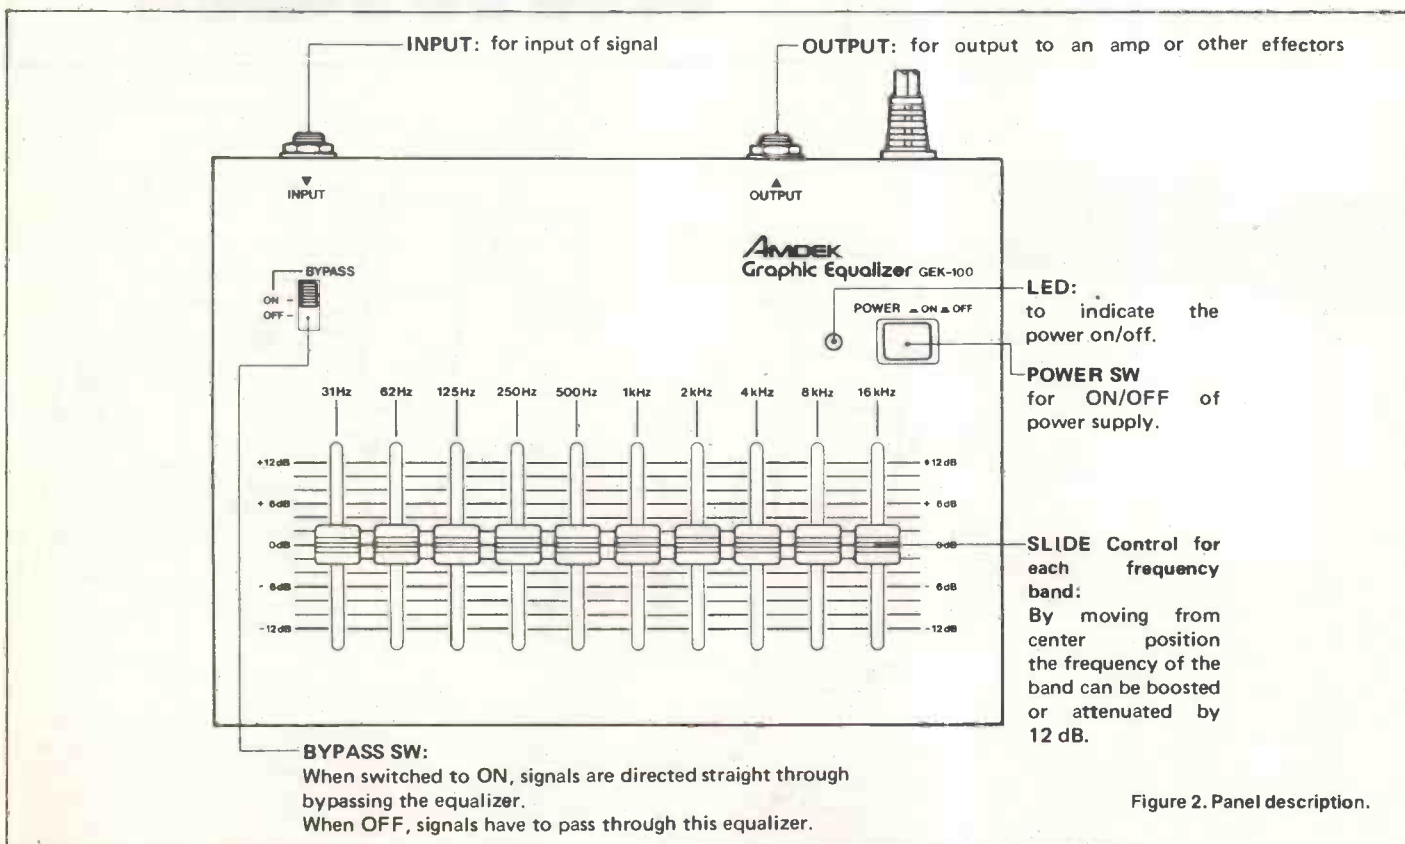 INPUT: for input of signal
OUTPUT: for output to an amp or other effectors
INPUT
OUTPUT
AMDEK
Graphic Equalizer GEK-100
BYPASS
ON
OFF
POWER ON OFF
LED:
to indicate the
power on/off.
POWER SW
for ON/OFF of
power supply.
31Hz 62Hz 125Hz 250Hz 500Hz 1kHz 2kHz 4kHz 8kHz 16kHz
+12dB +12dB
+ 6dB + 6dB
0dB 0dB
- 6dB - 6dB
-12dB -12dB
SLIDE Control for
each frequency
band:
By moving from
center position
the frequency of the
band can be boosted
or attenuated by
12 dB.
BYPASS SW:
When switched to ON, signals are directed straight through
bypassing the equalizer.
When OFF, signals have to pass through this equalizer.
Figure 2. Panel description.